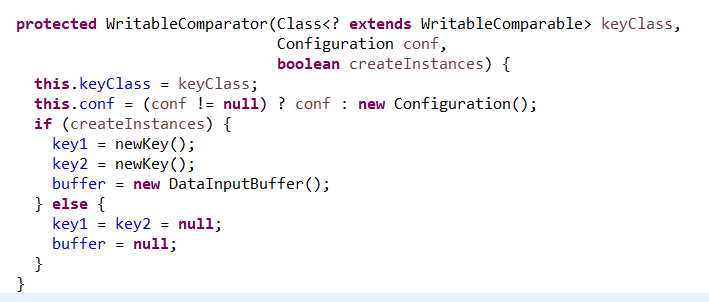 protected WritableComparator(Class<? extends WritableComparable> keyClass,
Configuration conf,
boolean createInstances) {
this.keyClass = keyClass;
this.conf = (conf != null) ? conf : new Configuration();
if (createInstances) {
key1 = newKey();
key2 = newKey();
buffer = new DataInputBuffer();
} else {
key1 = key2 = null;
buffer = null;
}
}